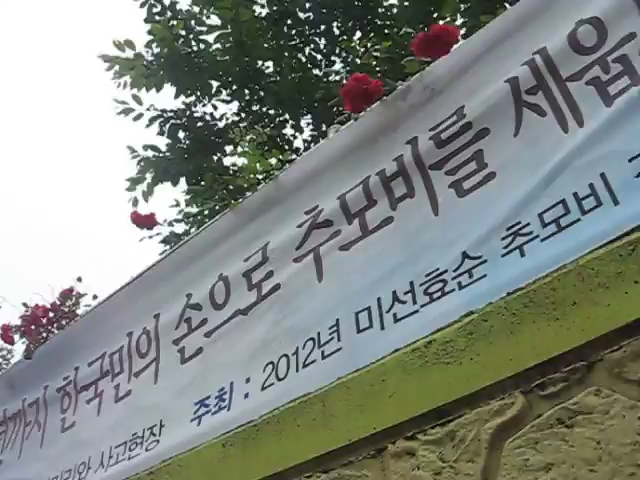 까지 한국민의 손으로 추모비를 세웁
사고현장 주최 : 2012년 미선효순 추모비